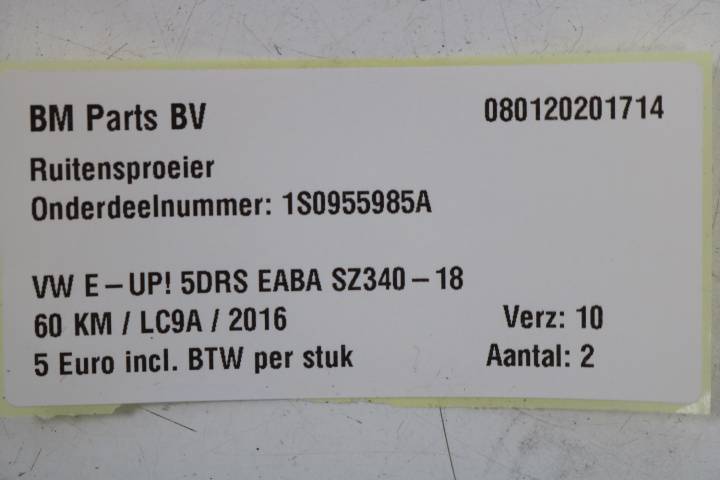 BM Parts BV 080120201714
Ruitensproeier
Onderdeelnummer: 1S0955985A
VW E-UP! 5DRS EABA SZ340-18
60 KM / LC9A / 2016 Verz: 10
5 Euro incl. BTW per stuk Aantal: 2